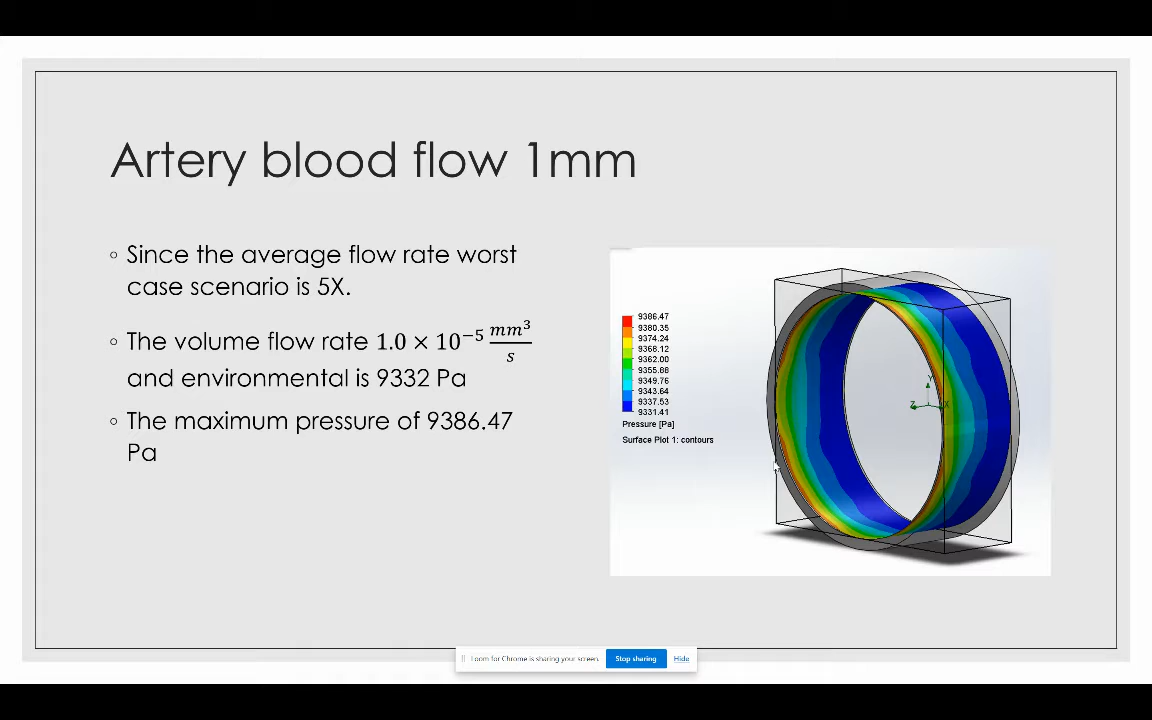 Artery blood flow 1mm
◦ Since the average flow rate worst
case scenario is 5X.
◦ The volume flow rate 1.0 × 10⁻⁵ mm³/s
and environmental is 9332 Pa
◦ The maximum pressure of 9386.47
Pa
9386.47
9380.35
9374.24
9368.12
9362.00
9355.88
9349.76
9343.64
9337.53
9331.41
Pressure [Pa]
Surface Plot 1: contours
Y
Z X
Loom for Chrome is sharing your screen. Stop sharing Hide